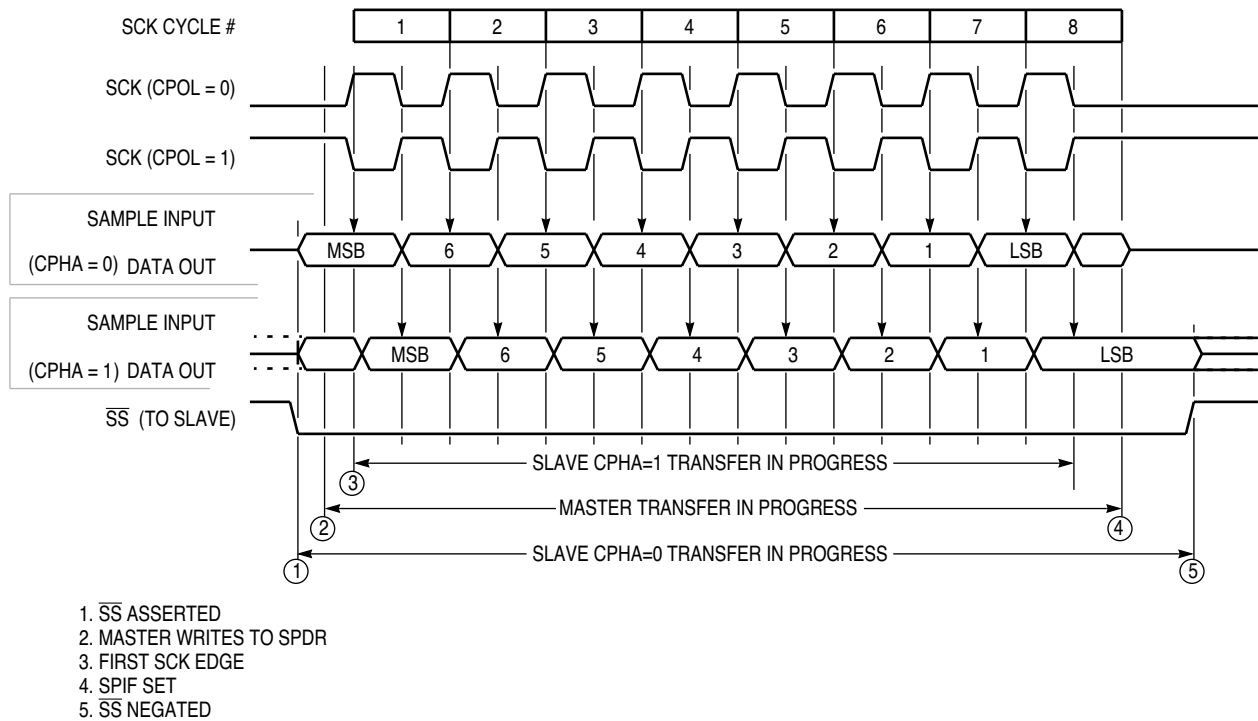 SCK CYCLE # 1 2 3 4 5 6 7 8
SCK (CPOL = 0)
SCK (CPOL = 1)
SAMPLE INPUT
(CPHA = 0) DATA OUT MSB 6 5 4 3 2 1 LSB
SAMPLE INPUT
(CPHA = 1) DATA OUT MSB 6 5 4 3 2 1 LSB
SS (TO SLAVE)
3 SLAVE CPHA=1 TRANSFER IN PROGRESS
2 MASTER TRANSFER IN PROGRESS 4
1 SLAVE CPHA=0 TRANSFER IN PROGRESS 5
1. SS ASSERTED
2. MASTER WRITES TO SPDR
3. FIRST SCK EDGE
4. SPIF SET
5. SS NEGATED